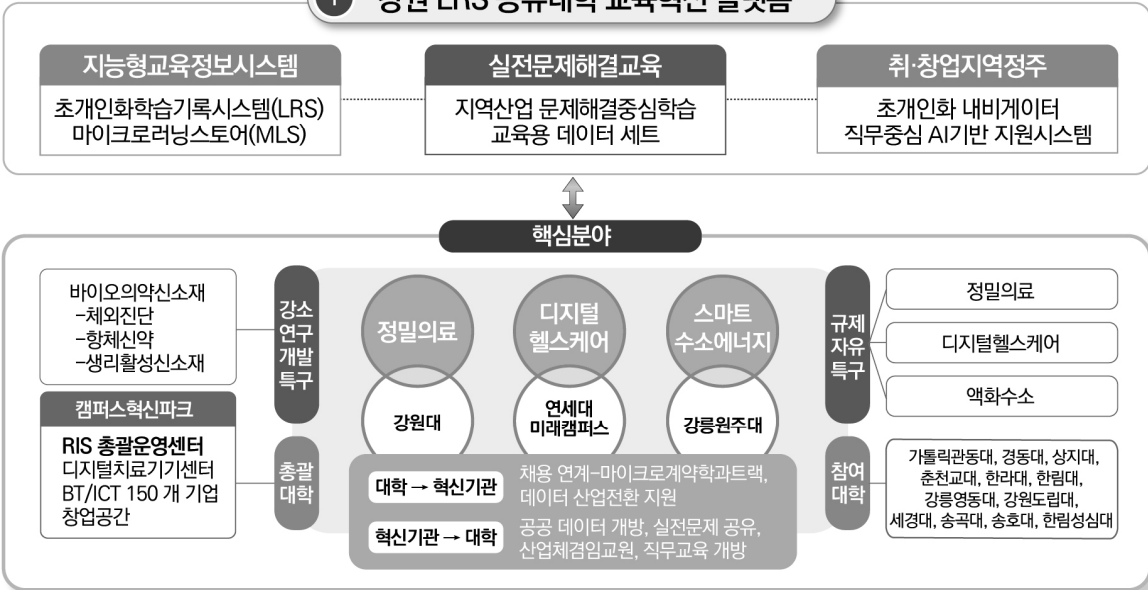 1 강원 LRS 공유대학 교육혁신 플랫폼
지능형교육정보시스템
초개인화학습기록시스템(LRS)
마이크로러닝스토어(MLS)
실전문제해결교육
지역산업 문제해결중심학습
교육용 데이터 세트
취·창업지역정주
초개인화 내비게이터
직무중심 AI기반 지원시스템
핵심분야
바이오의약신소재
-체외진단
-항체신약
-생리활성신소재
강소
연구
개발
특구
정밀의료
디지털
헬스케어
스마트
수소에너지
강원대
연세대
미래캠퍼스
강릉원주대
규제
자유
특구
정밀의료
디지털헬스케어
액화수소
캠퍼스혁신파크
RIS 총괄운영센터
디지털치료기기센터
BT/ICT 150 개 기업
창업공간
총괄
대학
대학 → 혁신기관
채용 연계-마이크로계약학과트랙,
데이터 산업전환 지원
혁신기관 → 대학
공공 데이터 개방, 실전문제 공유,
산업체겸임교원, 직무교육 개방
참여
대학
가톨릭관동대, 경동대, 상지대,
춘천교대, 한라대, 한림대,
강릉영동대, 강원도립대,
세경대, 송곡대, 송호대, 한림성심대